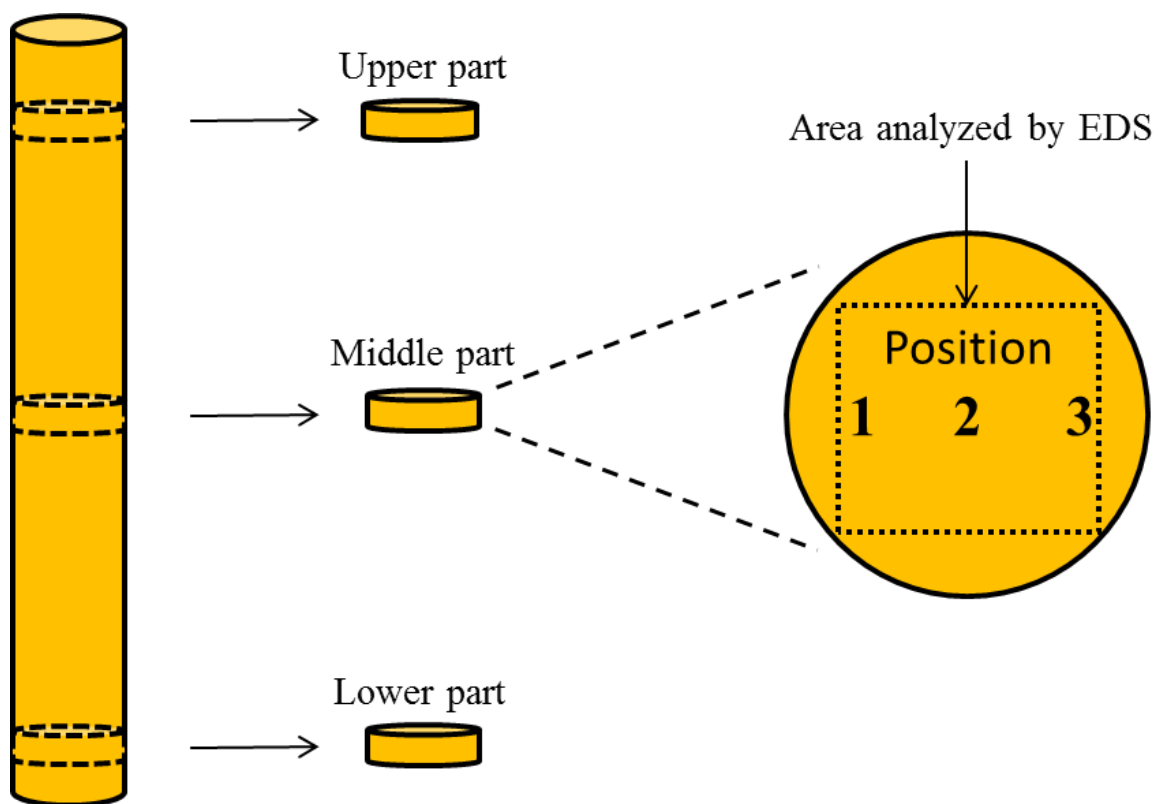 Upper part
Area analyzed by EDS
Middle part
Position
1 2 3
Lower part